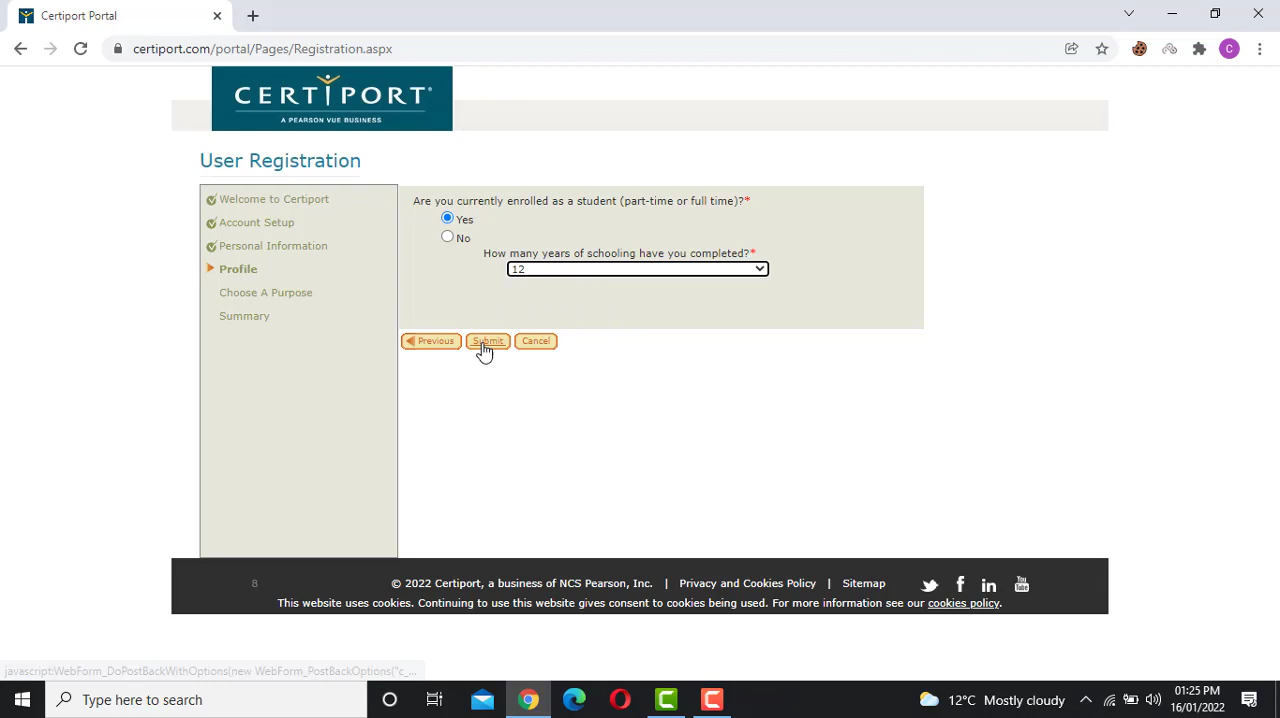 Certiport Portal
certiport.com/portal/Pages/Registration.aspx
C
CERTIPORT®
A PEARSON VUE BUSINESS
User Registration
Welcome to Certiport
Account Setup
Personal Information
Profile
Choose A Purpose
Summary
Are you currently enrolled as a student (part-time or full time)?*
Yes
No
How many years of schooling have you completed?*
12
Previous
Submit
Cancel
8
© 2022 Certiport, a business of NCS Pearson, Inc. | Privacy and Cookies Policy | Sitemap
You Tube
This website uses cookies. Continuing to use this website gives consent to cookies being used. For more information see our cookies policy.
javascript:WebForm_DoPostBackWithOptions(new WebForm_PostBackOptions("c_...
Type here to search
12°C Mostly cloudy
01:25 PM
16/01/2022